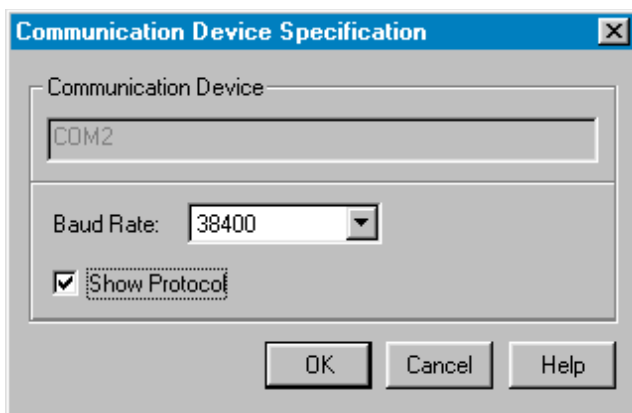 Communication Device Specification
Communication Device
COM2
Baud Rate: 38400
Show Protocol
OK Cancel Help